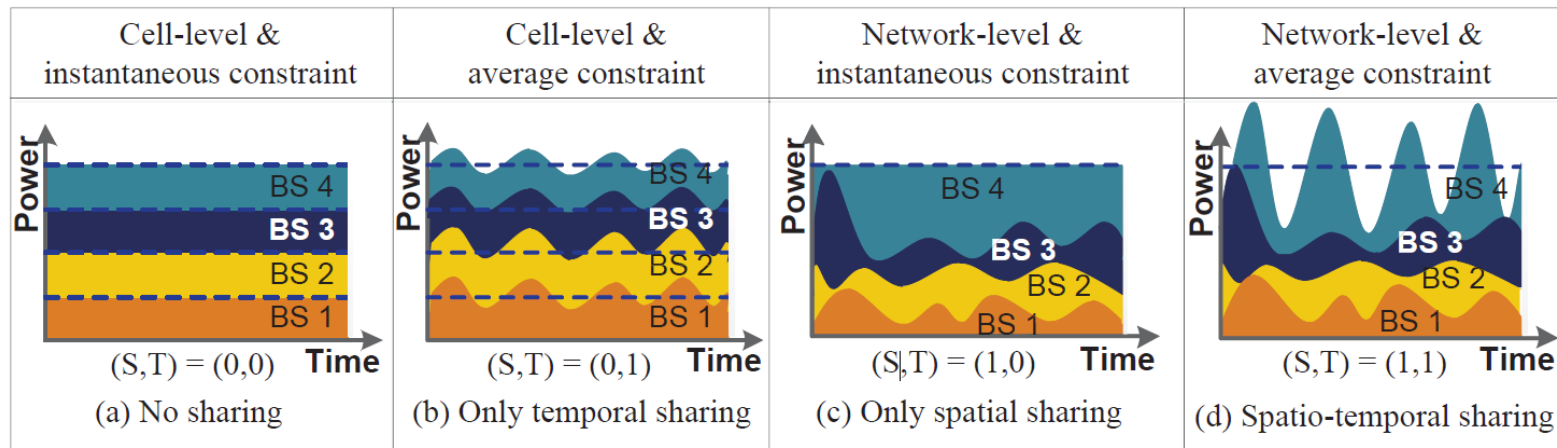 Cell-level &
instantaneous constraint
Cell-level &
average constraint
Network-level &
instantaneous constraint
Network-level &
average constraint
Power
BS 4
BS 3
BS 2
BS 1
(S,T) = (0,0)
Time
(a) No sharing
Power
BS 4
BS 3
BS 2
BS 1
(S,T) = (0,1)
Time
(b) Only temporal sharing
Power
BS 4
BS 3
BS 2
BS 1
(S|,T) = (1,0)
Time
(c) Only spatial sharing
Power
BS 4
BS 3
BS 2
BS 1
(S,T) = (1,1)
Time
(d) Spatio-temporal sharing